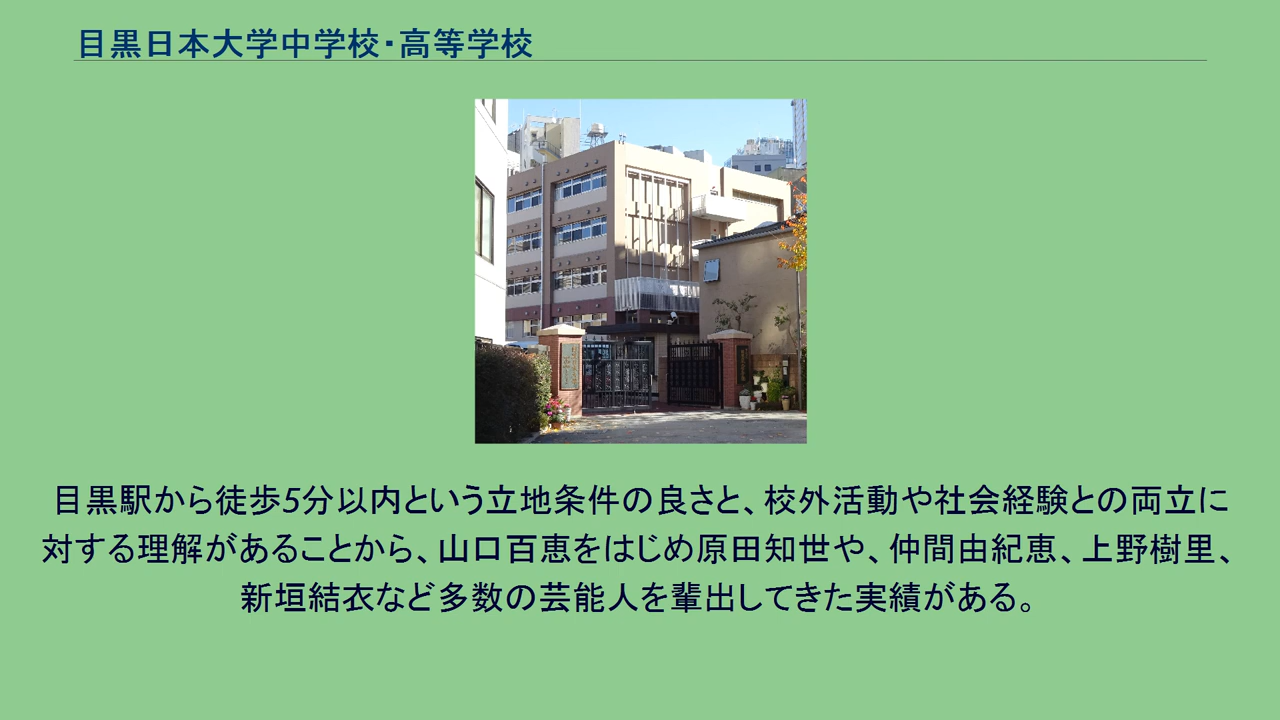 目黒日本大学中学校・高等学校
目黒駅から徒歩5分以内という立地条件の良さと、校外活動や社会経験との両立に
対する理解があることから、山口百恵をはじめ原田知世や、仲間由紀恵、上野樹里、
新垣結衣など多数の芸能人を輩出してきた実績がある。